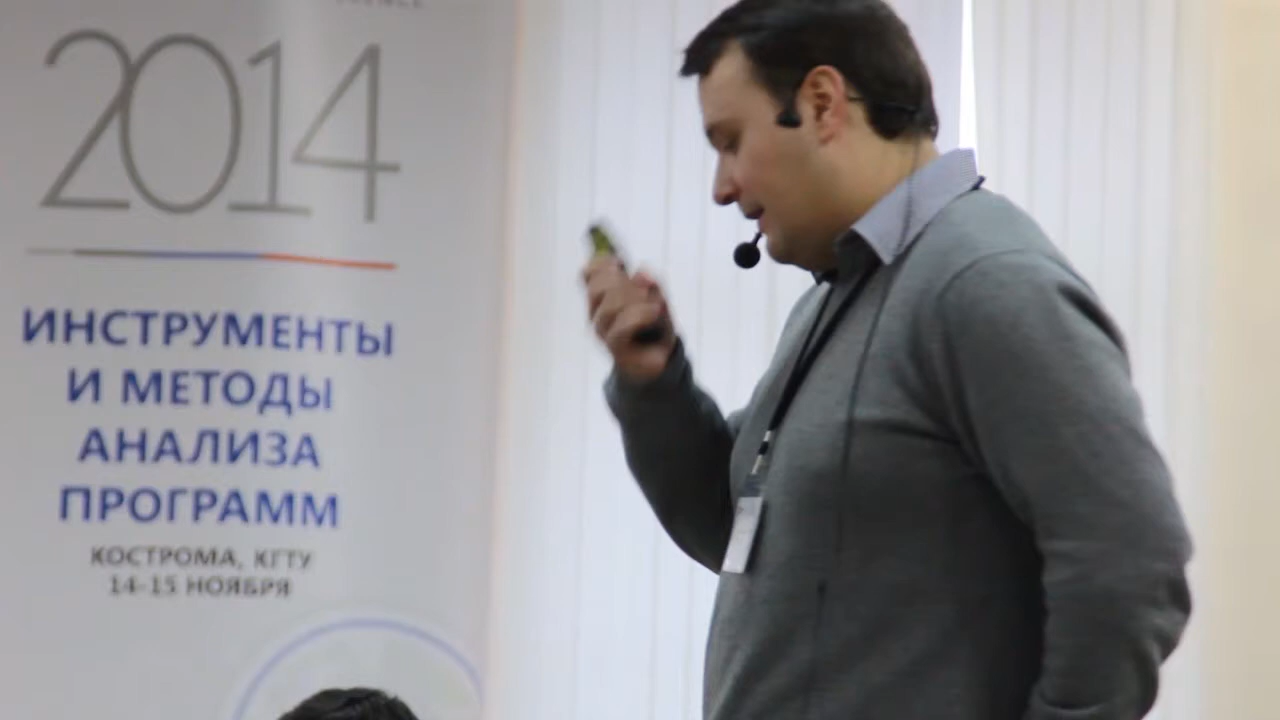 2014
ИНСТРУМЕНТЫ
И МЕТОДЫ
АНАЛИЗА
ПРОГРАММ
КОСТРОМА, КГТУ
14-15 НОЯБРЯ